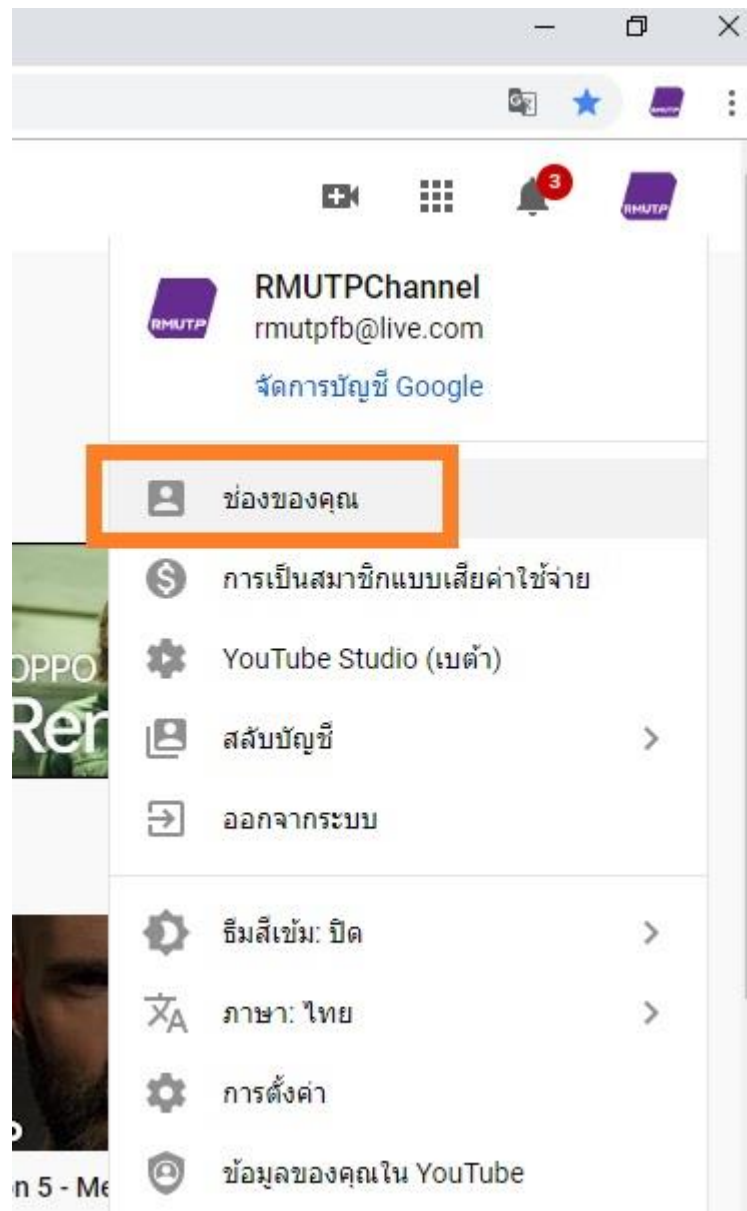 3
RMUTP
RMUTPChannel
rmutpfb@live.com
RMUTP
จัดการบัญชี Google
ช่องของคุณ
การเป็นสมาชิกแบบเสียค่าใช้จ่าย
OPPO
YouTube Studio (เบต้า)
Ren
สลับบัญชี
ออกจากระบบ
ธีมสีเข้ม: ปิด
ภาษา: ไทย
การตั้งค่า
ข้อมูลของคุณใน YouTube
n 5 - Me